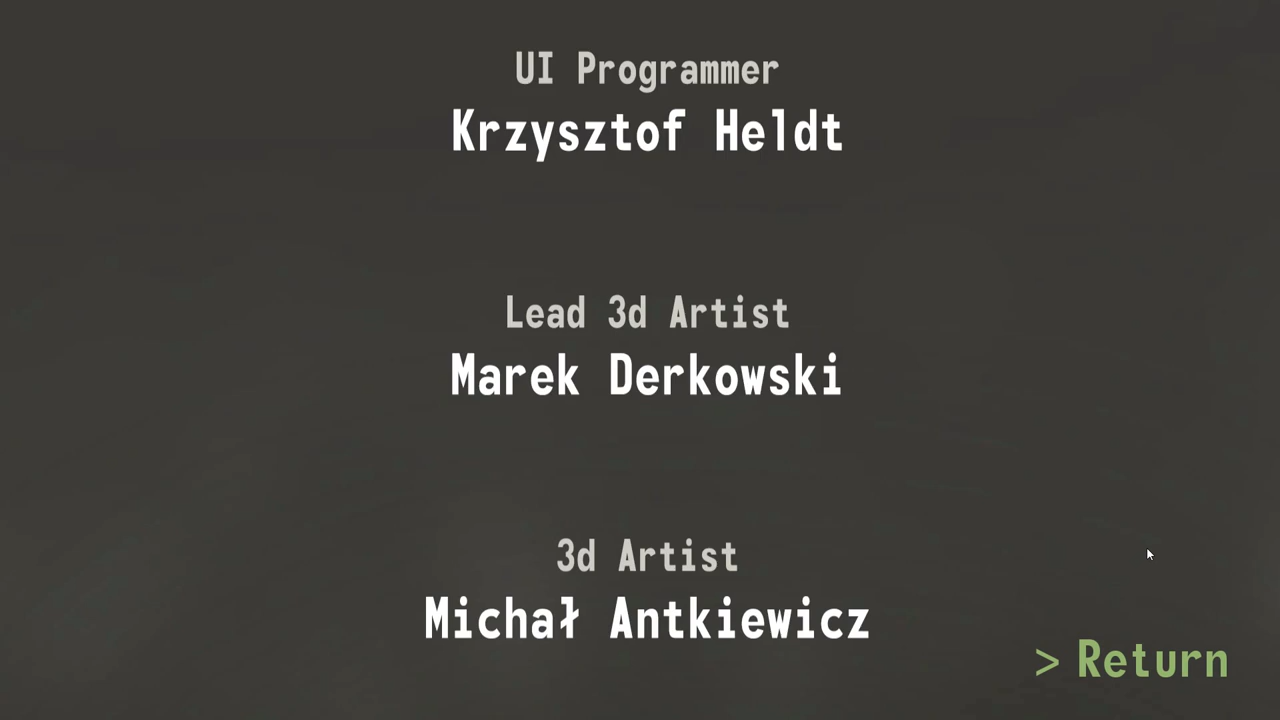 UI Programmer
Krzysztof Heldt
Lead 3d Artist
Marek Derkowski
3d Artist
Michał Antkiewicz
> Return